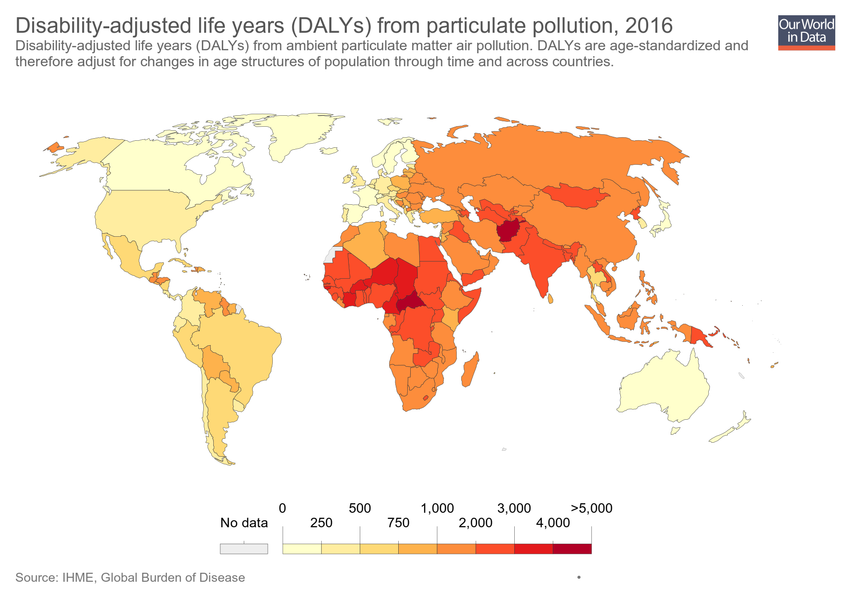 Disability-adjusted life years (DALYs) from particulate pollution, 2016
Our World
in Data
Disability-adjusted life years (DALYs) from ambient particulate matter air pollution. DALYs are age-standardized and
therefore adjust for changes in age structures of population through time and across countries.
0 500 1,000 3,000 >5,000
No data 250 750 2,000 4,000
Source: IHME, Global Burden of Disease